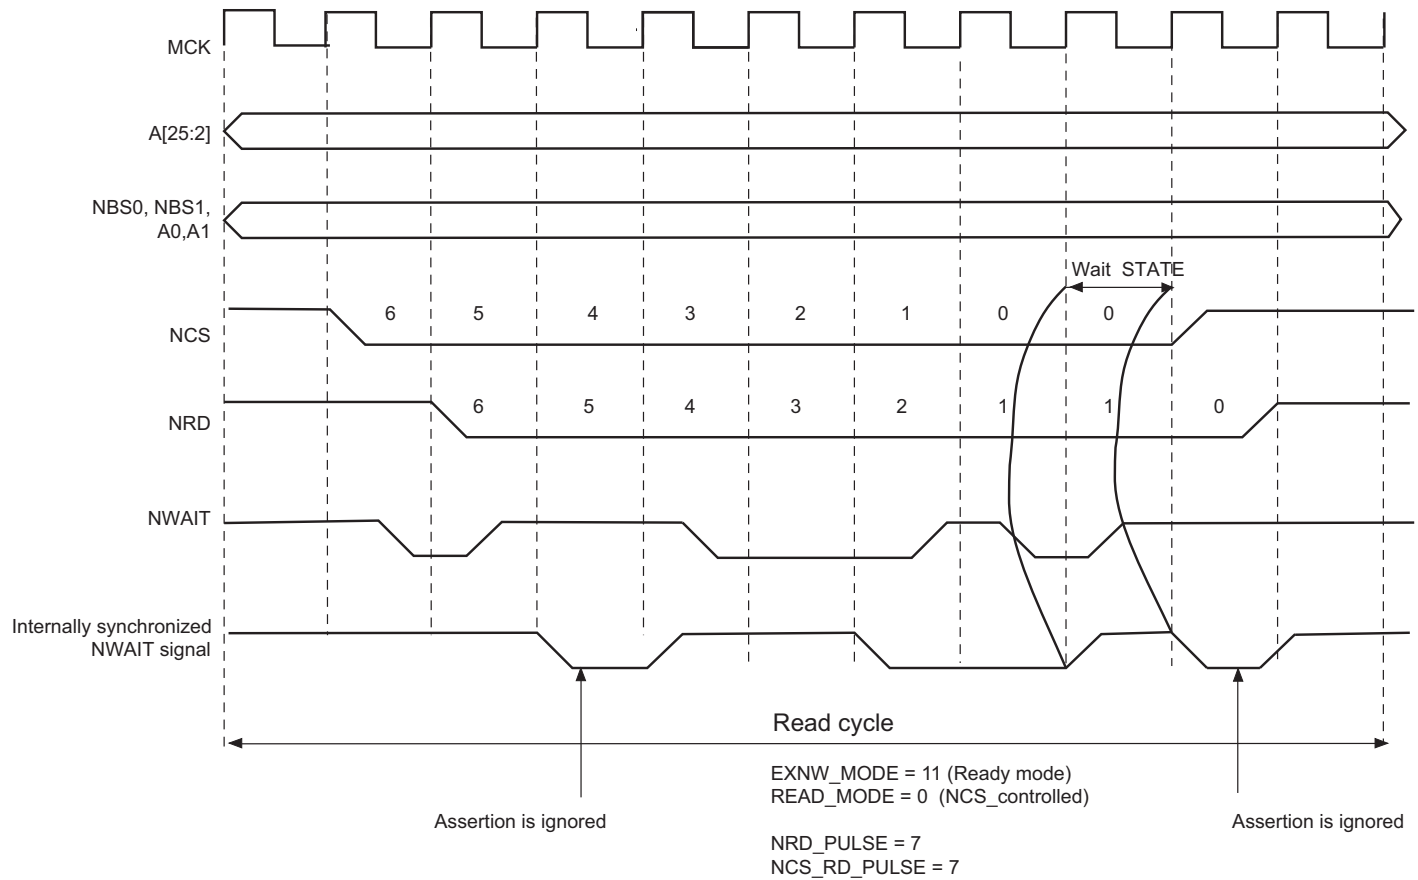 MCK
A[25:2]
NBS0, NBS1,
A0,A1
Wait STATE
NCS
6 5 4 3 2 1 0 0
NRD
6 5 4 3 2 1 1 0
NWAIT
Internally synchronized
NWAIT signal
Read cycle
EXNW_MODE = 11 (Ready mode)
READ_MODE = 0 (NCS_controlled)
Assertion is ignored
Assertion is ignored
NRD_PULSE = 7
NCS_RD_PULSE = 7